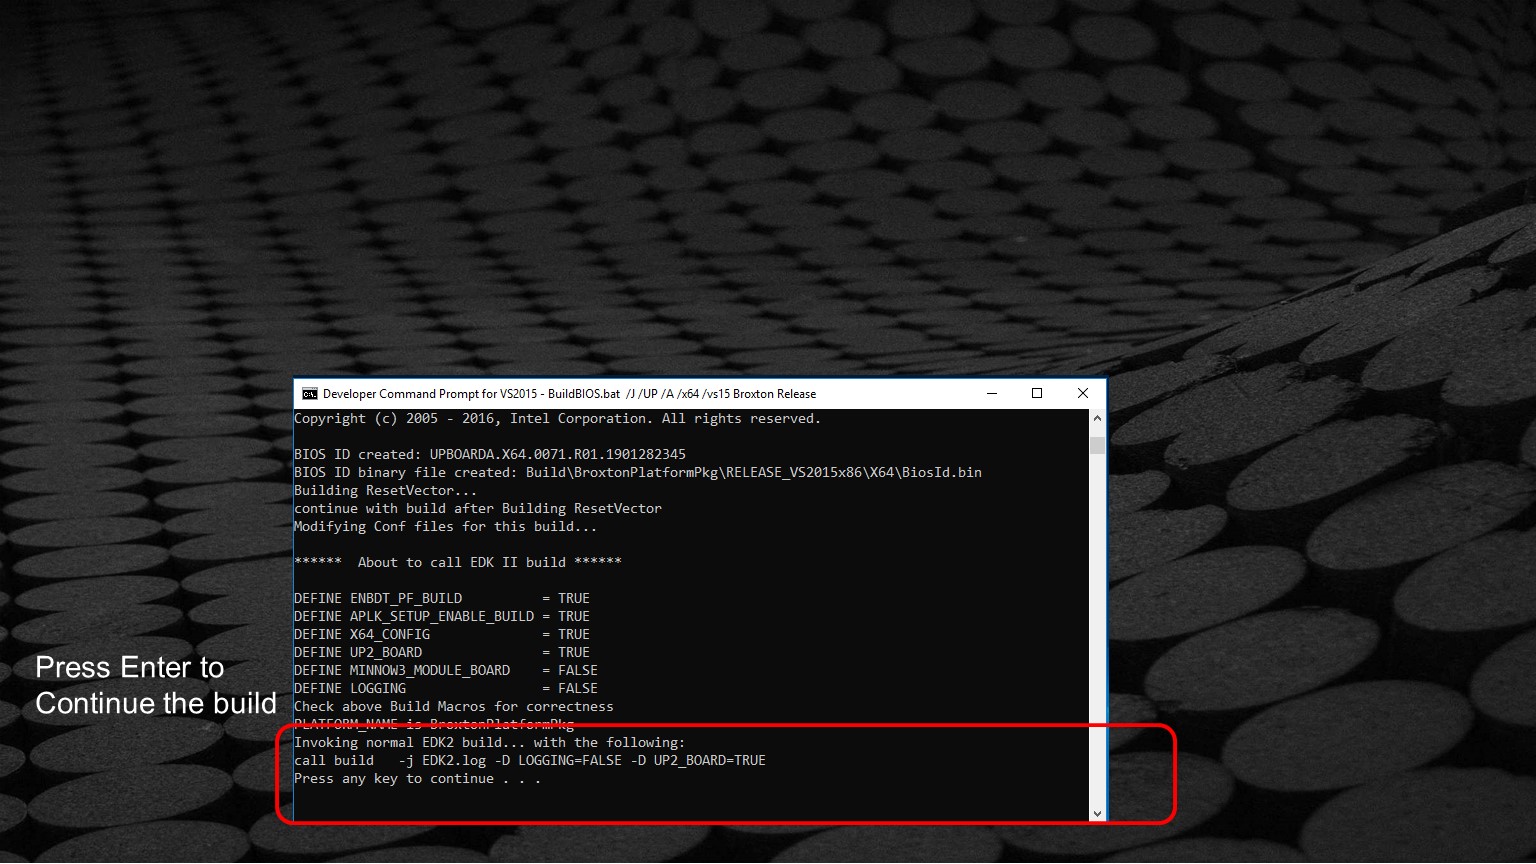 Developer Command Prompt for VS2015 - BuildBIOS.bat  /J /UP /A /x64 /vs15 Broxton Release
Copyright (c) 2005 - 2016, Intel Corporation. All rights reserved.
BIOS ID created: UPBOARDA.X64.0071.R01.1901282345
BIOS ID binary file created: Build\BroxtonPlatformPkg\RELEASE_VS2015x86\X64\BiosId.bin
Building ResetVector...
continue with build after Building ResetVector
Modifying Conf files for this build...
******  About to call EDK II build ******
DEFINE ENBDT_PF_BUILD          = TRUE
DEFINE APLK_SETUP_ENABLE_BUILD = TRUE
DEFINE X64_CONFIG              = TRUE
DEFINE UP2_BOARD               = TRUE
DEFINE MINNOW3_MODULE_BOARD    = FALSE
DEFINE LOGGING                 = FALSE
Check above Build Macros for correctness
PLATFORM_NAME is BroxtonPlatformPkg
Invoking normal EDK2 build... with the following:
call build   -j EDK2.log -D LOGGING=FALSE -D UP2_BOARD=TRUE
Press any key to continue . . .
Press Enter to
Continue the build